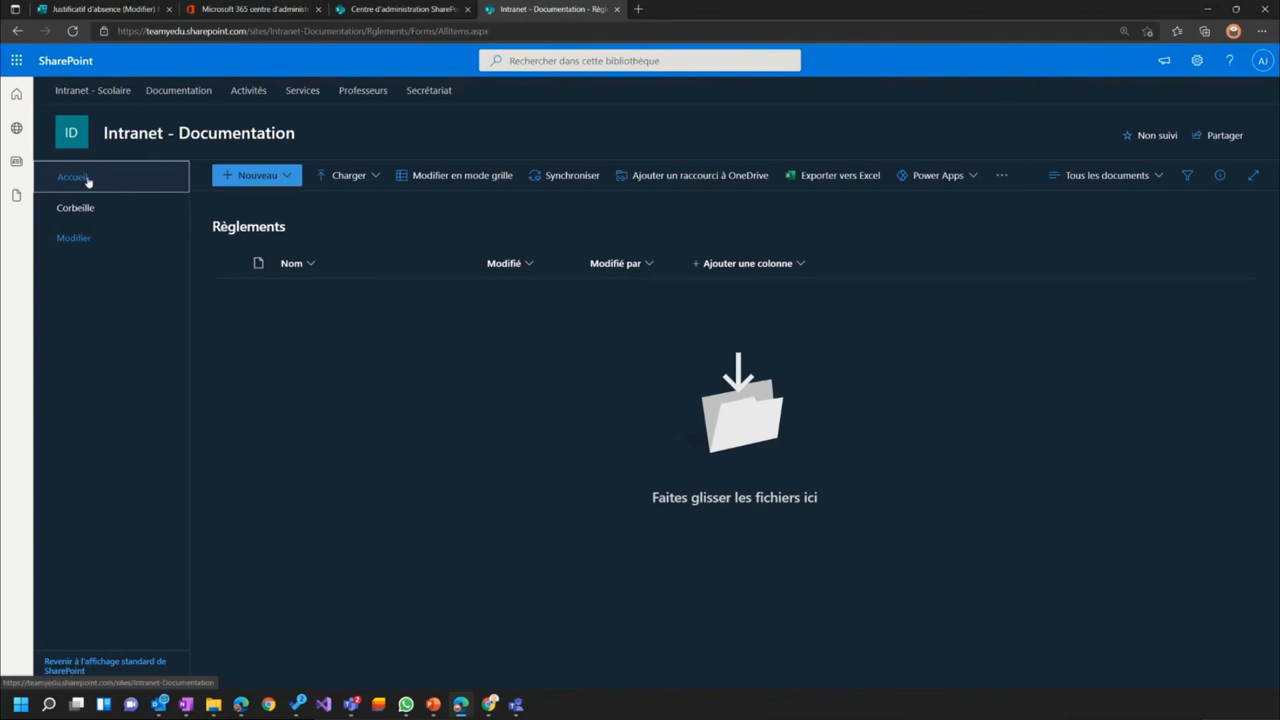 Justificatif d'absence (Modifier)
Microsoft 365 centre d'administ
Centre d'administration SharePo
Intranet - Documentation - Règl
https://teamyedu.sharepoint.com/sites/Intranet-Documentation/Rglements/Forms/AllItems.aspx
SharePoint
Rechercher dans cette bibliothèque
AJ
Intranet - Scolaire
Documentation
Activités
Services
Professeurs
Secrétariat
ID
Intranet - Documentation
Non suivi
Partager
Accueil
Corbeille
Modifier
+ Nouveau
Charger
Modifier en mode grille
Synchroniser
Ajouter un raccourci à OneDrive
Exporter vers Excel
Power Apps
...
Tous les documents
Règlements
Nom
Modifié
Modifié par
+ Ajouter une colonne
Faites glisser les fichiers ici
Revenir à l'affichage standard de
SharePoint
https://teamyedu.sharepoint.com/sites/Intranet-Documentation